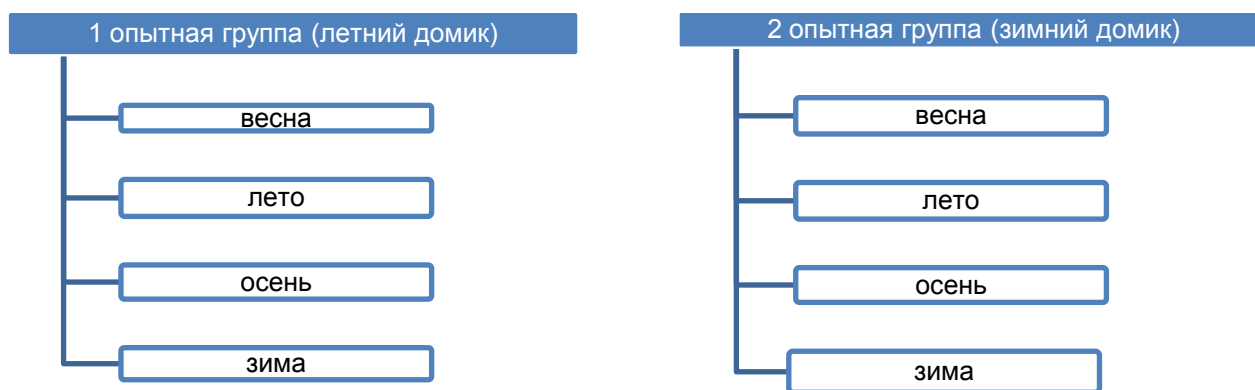 1 опытная группа (летний домик)
весна
лето
осень
зима
2 опытная группа (зимний домик)
весна
лето
осень
зима